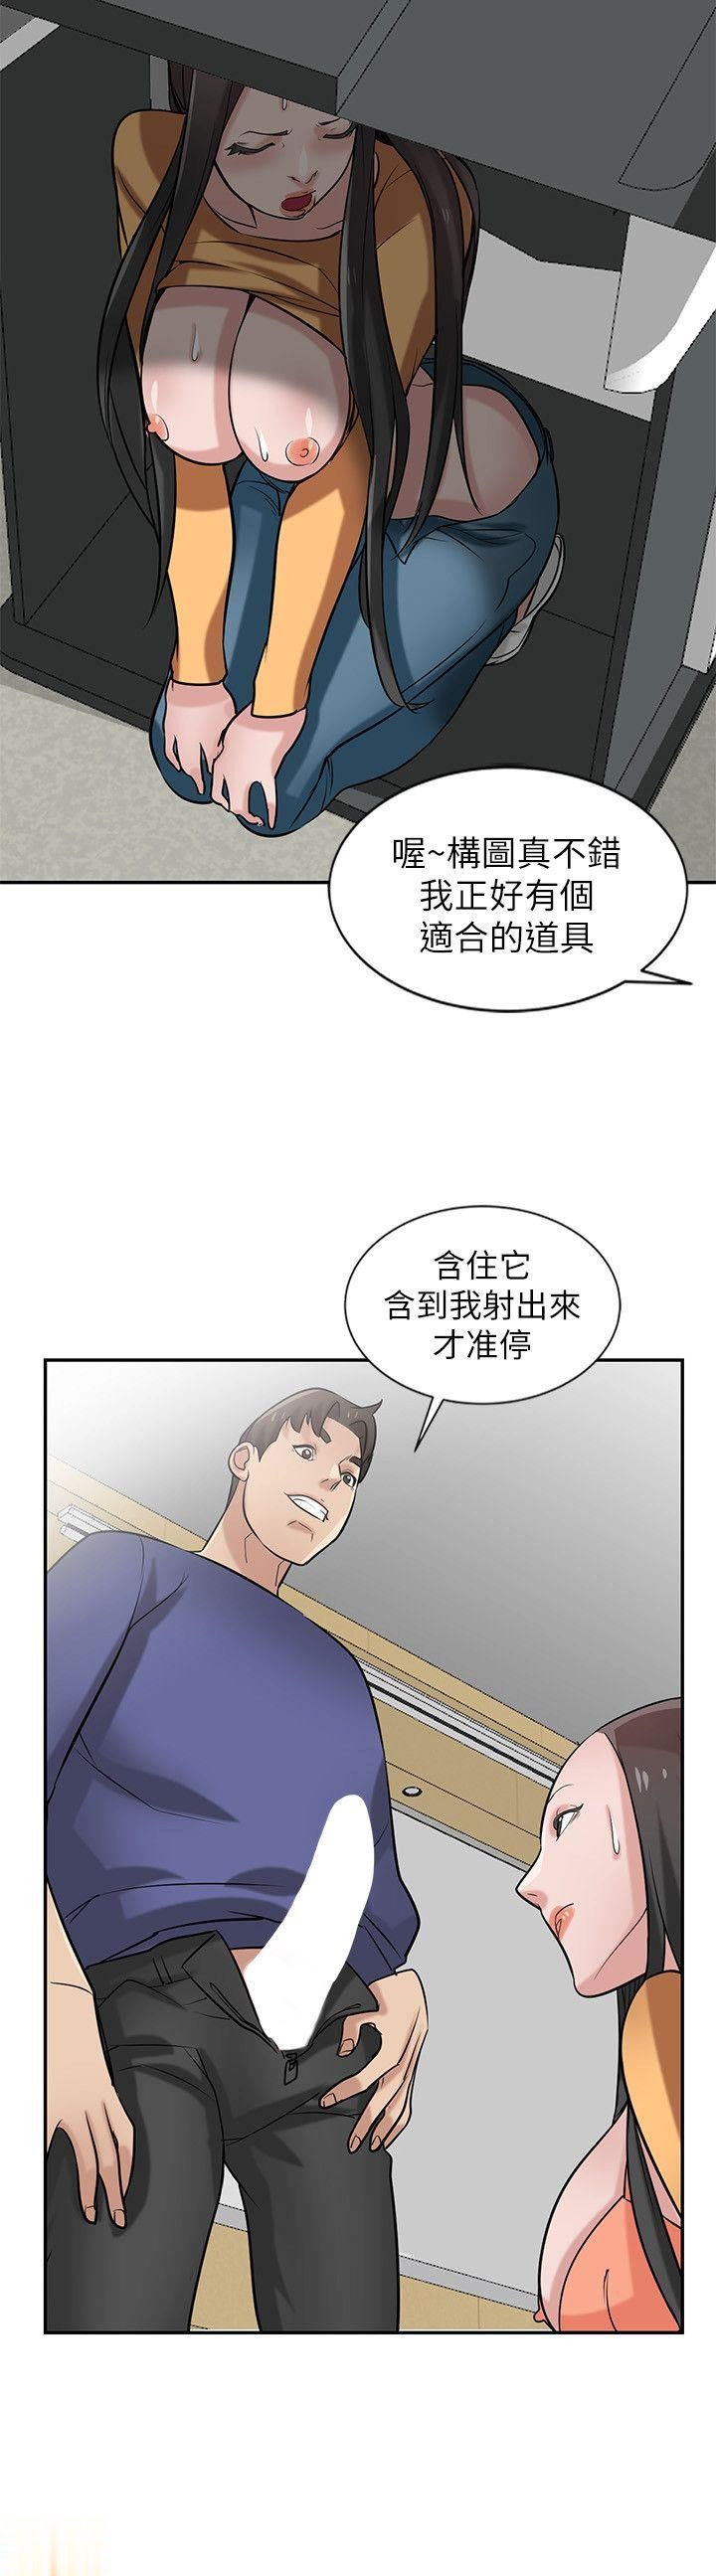 喔~構圖真不錯
我正好有個
適合的道具
含住它
含到我射出來
才准停